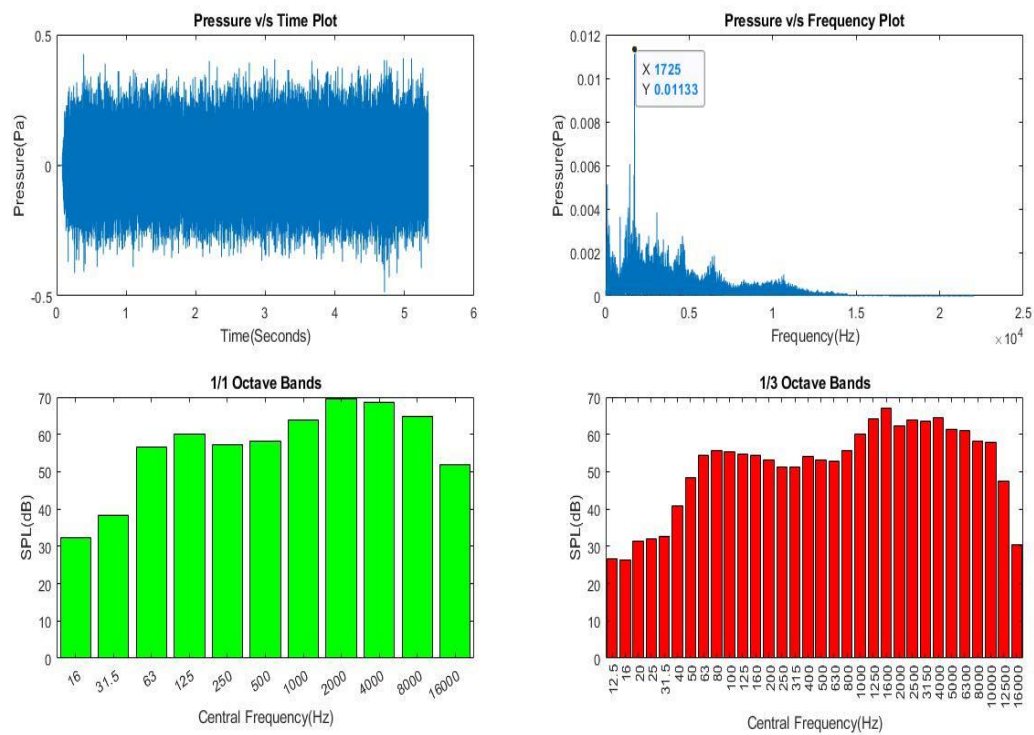 Pressure v/s Time Plot
0.5
0
-0.5
Pressure(Pa)
0 1 2 3 4 5 6
Time(Seconds)
Pressure v/s Frequency Plot
0.012
0.01
0.008
0.006
0.004
0.002
0
Pressure(Pa)
X 1725
Y 0.01133
0 0.5 1 1.5 2 2.5
Frequency(Hz)
×10⁴
1/1 Octave Bands
70
60
50
40
30
20
10
0
SPL(dB)
16 31.5 63 125 250 500 1000 2000 4000 8000 16000
Central Frequency(Hz)
1/3 Octave Bands
70
60
50
40
30
20
10
0
SPL(dB)
12.5 16 20 25 31.5 40 50 63 80 100 125 160 200 250 315 400 500 630 800 1000 1250 1600 2000 2500 3150 4000 5000 6300 8000 10000 12500 16000
Central Frequency(Hz)